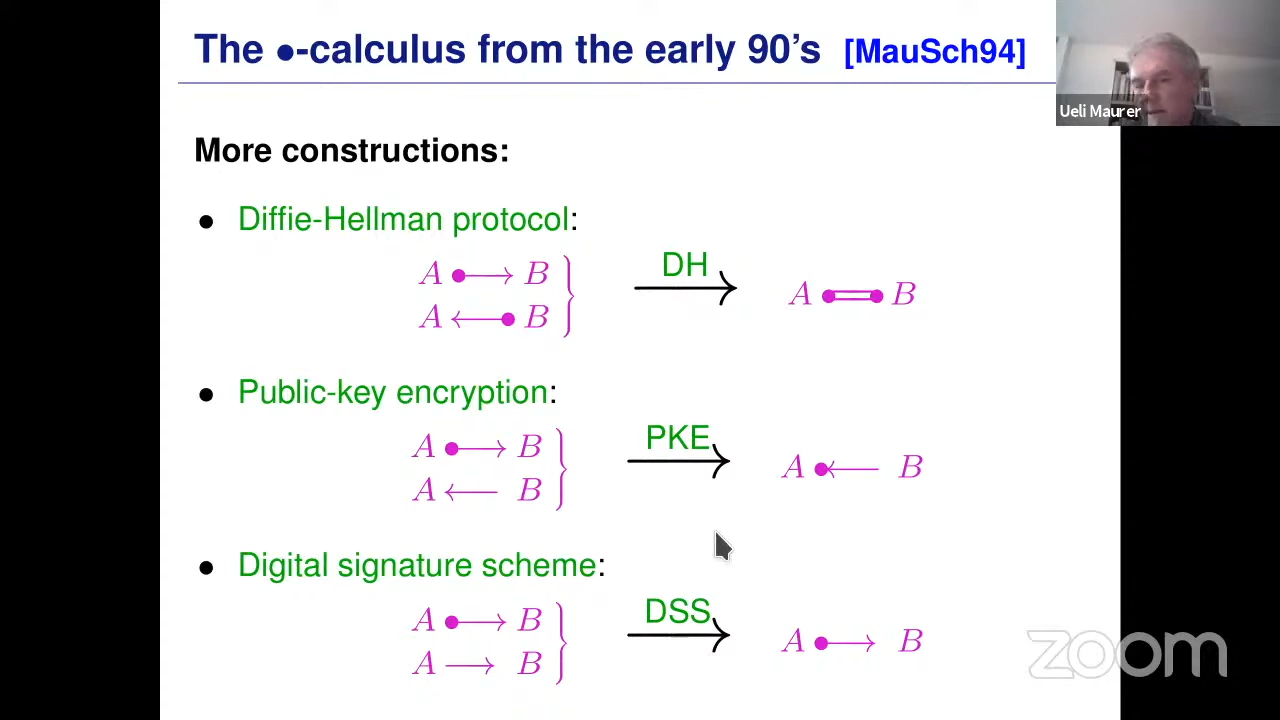 The •-calculus from the early 90's [MauSch94]
Ueli Maurer
More constructions:
• Diffie-Hellman protocol:
A •⟶ B
A ⟵• B
DH
A •=• B
• Public-key encryption:
A •⟶ B
A ⟵ B
PKE
A •⟵ B
• Digital signature scheme:
A •⟶ B
A ⟶ B
DSS
A •⟶ B
zoom